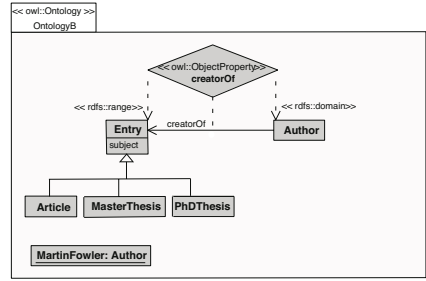 << owl::Ontology >>
OntologyB
<< owl::ObjectProperty>>
creatorOf
<< rdfs::range>>
<< rdfs::domain>>
creatorOf
Entry
subject
Author
Article
MasterThesis
PhDThesis
MartinFowler: Author